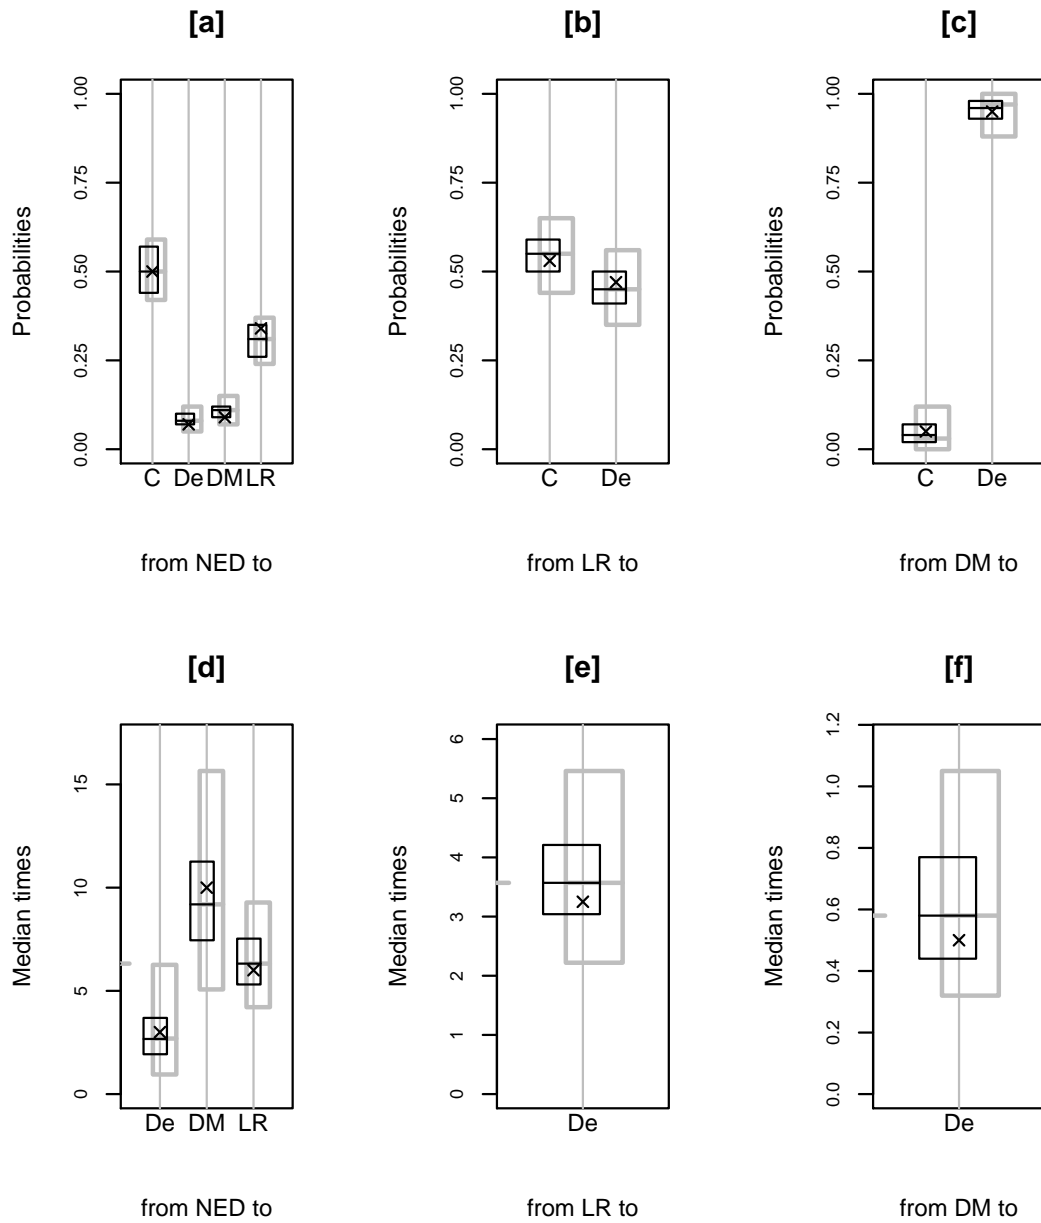 [a] [b] [c]
Probabilities
1.00
0.75
0.50
0.25
0.00
C De DM LR
from NED to
Probabilities
1.00
0.75
0.50
0.25
0.00
C De
from LR to
Probabilities
1.00
0.75
0.50
0.25
0.00
C De
from DM to
[d] [e] [f]
Median times
15
10
5
0
De DM LR
from NED to
Median times
6
5
4
3
2
1
0
De
from LR to
Median times
1.2
1.0
0.8
0.6
0.4
0.2
0.0
De
from DM to